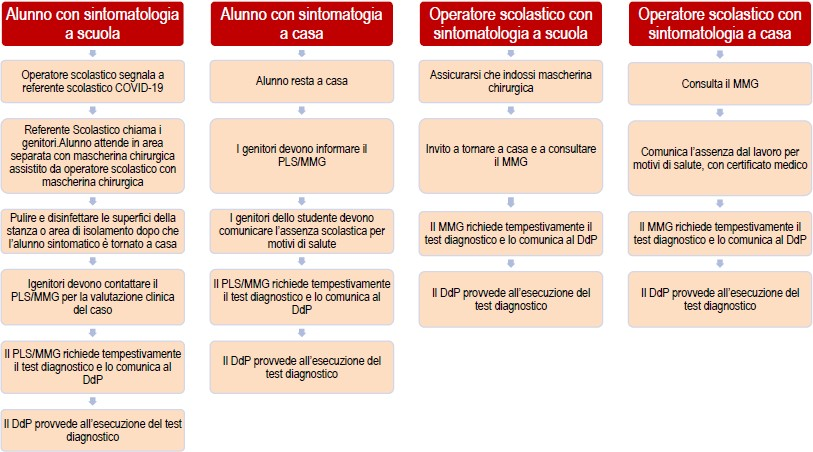 Alunno con sintomatologia
a scuola
Operatore scolastico segnala a
referente scolastico COVID-19
Referente Scolastico chiama i
genitori.Alunno attende in area
separata con mascherina chirurgica
assistito da operatore scolastico con
mascherina chirurgica
Pulire e disinfettare le superfici della
stanza o area di isolamento dopo che
l'alunno sintomatico è tornato a casa
Igenitori devono contattare il
PLS/MMG per la valutazione clinica
del caso
Il PLS/MMG richiede tempestivamente
il test diagnostico e lo comunica al
DdP
Il DdP provvede all'esecuzione del test
diagnostico
Alunno con sintomatogia
a casa
Alunno resta a casa
I genitori devono informare il
PLS/MMG
I genitori dello studente devono
comunicare l'assenza scolastica per
motivi di salute
Il PLS/MMG richiede tempestivamente
il test diagnostico e lo comunica al
DdP
Il DdP provvede all'esecuzione del
test diagnostico
Operatore scolastico con
sintomatologia a scuola
Assicurarsi che indossi mascherina
chirurgica
Invito a tornare a casa e a consultare
il MMG
Il MMG richiede tempestivamente il
test diagnostico e lo comunica al DdP
Il DdP provvede all'esecuzione del
test diagnostico
Operatore scolastico con
sintomatologia a casa
Consulta il MMG
Comunica l'assenza dal lavoro per
motivi di salute, con certificato medico
Il MMG richiede tempestivamente il
test diagnostico e lo comunica al DdP
Il DdP provvede all'esecuzione del
test diagnostico